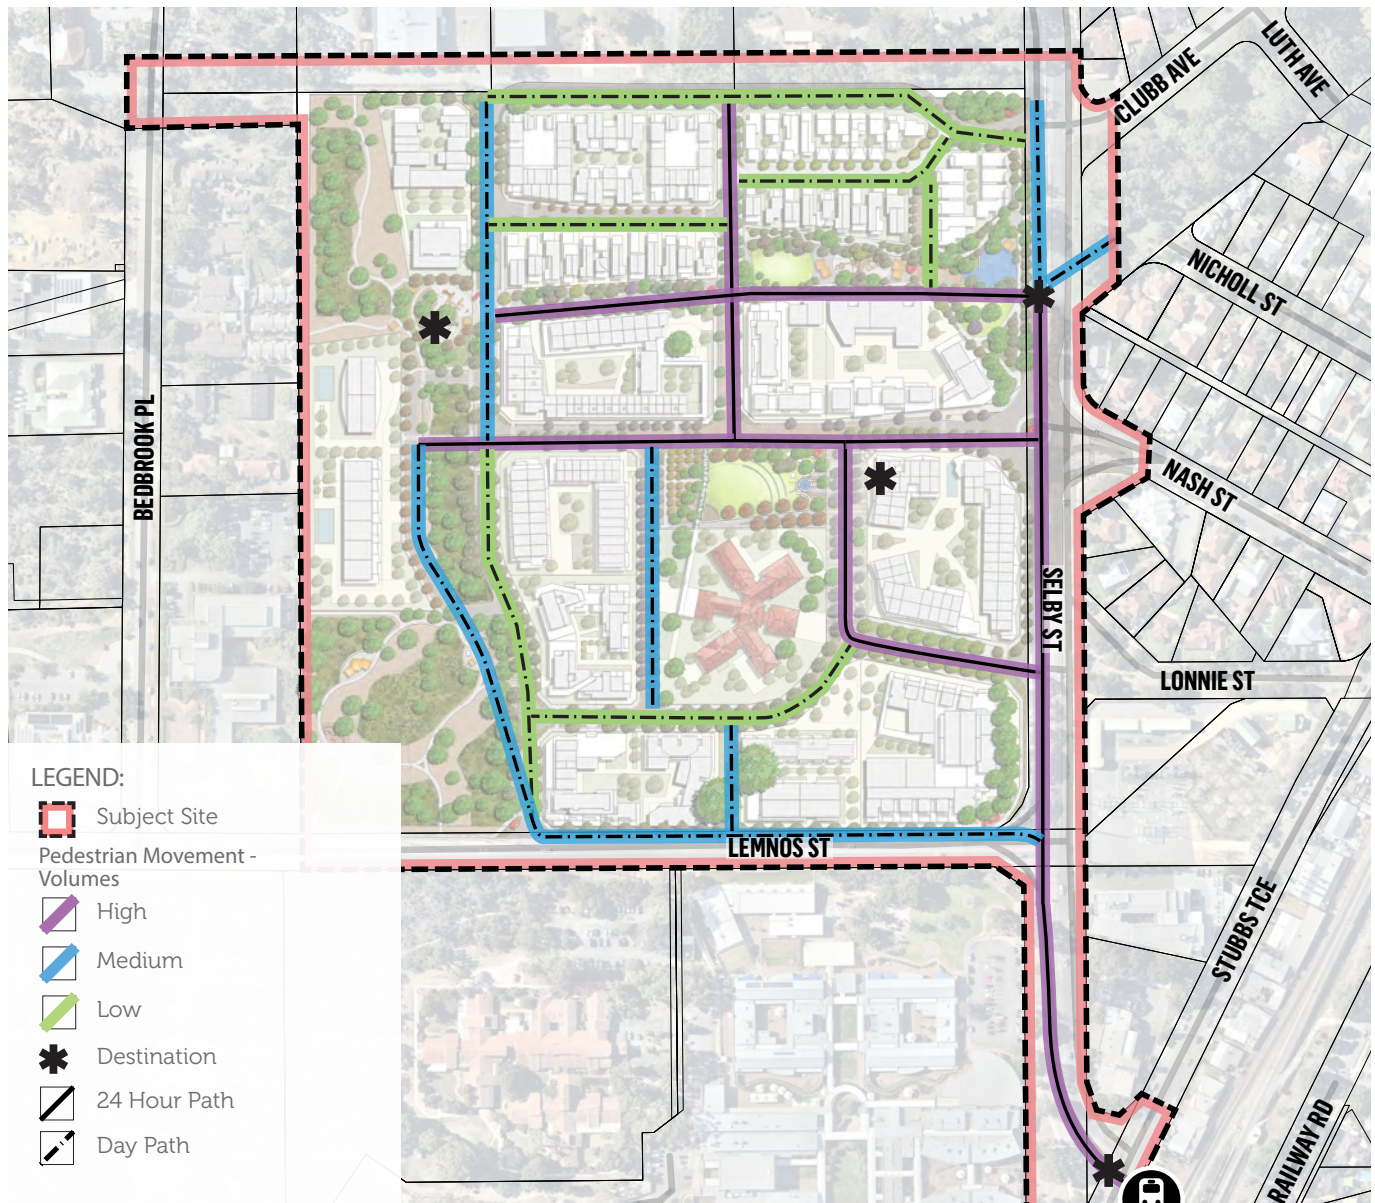 LUTH AVE
CLUBB AVE
NICHOLL ST
BEDBROOK PL
NASH ST
SELBY ST
LONNIE ST
LEMNOS ST
STUBBS TCE
RAILWAY RD
LEGEND:
Subject Site
Pedestrian Movement -
Volumes
High
Medium
Low
Destination
24 Hour Path
Day Path